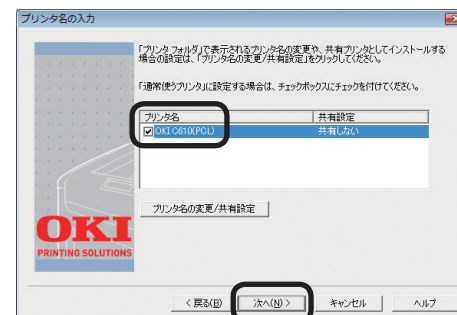 プリンタ名の入力
「プリンタ フォルダ」で表示されるプリンタ名の変更や、共有プリンタとしてインストールする
場合の設定は、「プリンタ名の変更/共有設定」をクリックしてください。
「通常使うプリンタ」に設定する場合は、チェックボックスにチェックを付けてください。
プリンタ名 共有設定
OKI C610(PCL) 共有しない
プリンタ名の変更/共有設定
OKI
PRINTING SOLUTIONS
< 戻る(B) 次へ(N) > キャンセル ヘルプ